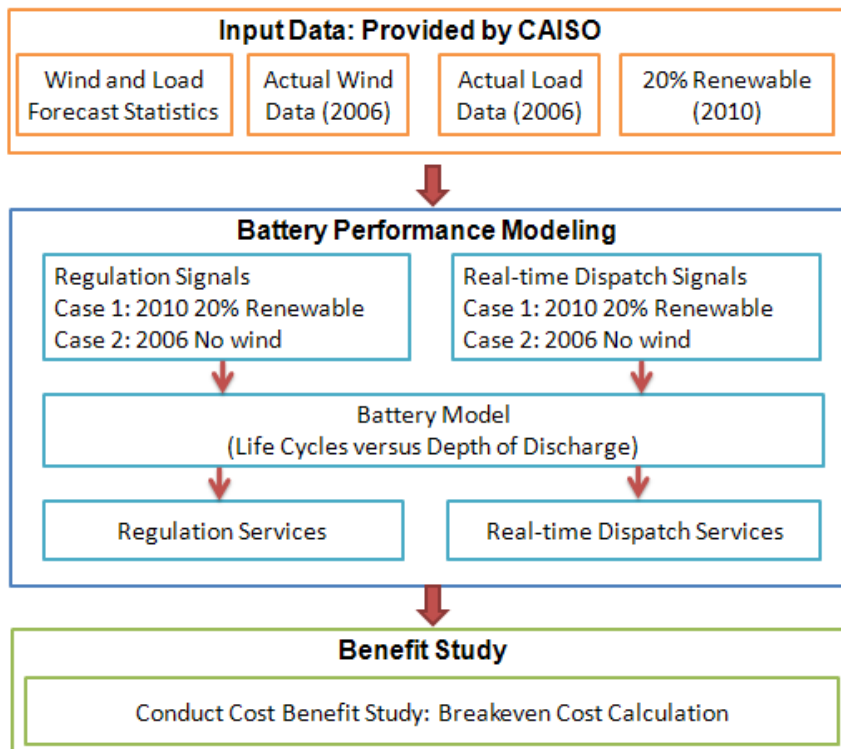 Input Data: Provided by CAISO
Wind and Load
Forecast Statistics
Actual Wind
Data (2006)
Actual Load
Data (2006)
20% Renewable
(2010)
Battery Performance Modeling
Regulation Signals
Case 1: 2010 20% Renewable
Case 2: 2006 No wind
Real-time Dispatch Signals
Case 1: 2010 20% Renewable
Case 2: 2006 No wind
Battery Model
(Life Cycles versus Depth of Discharge)
Regulation Services
Real-time Dispatch Services
Benefit Study
Conduct Cost Benefit Study: Breakeven Cost Calculation